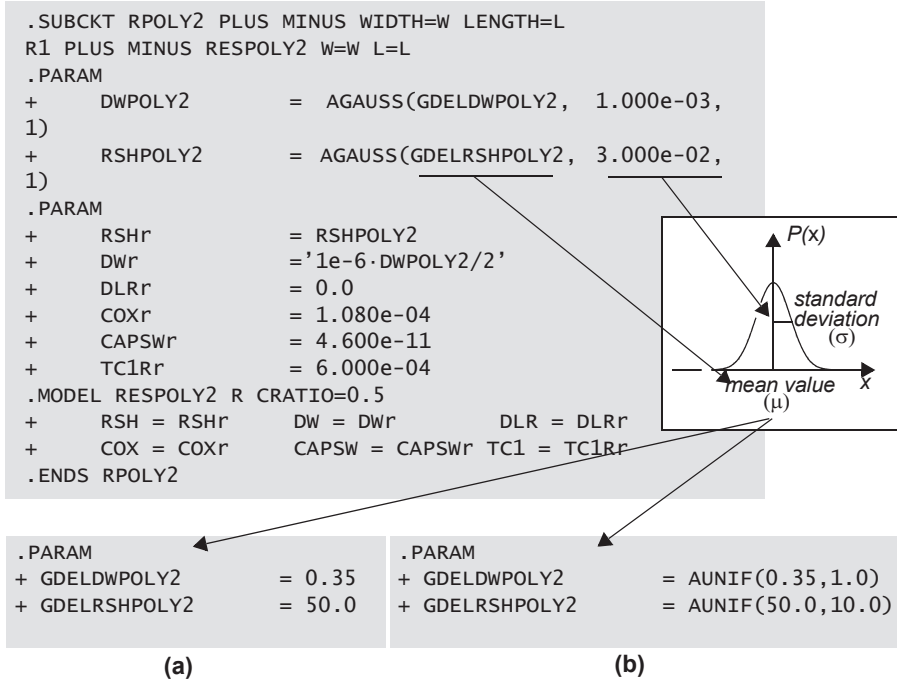 .SUBCKT RPOLY2 PLUS MINUS WIDTH=W LENGTH=L
R1 PLUS MINUS RESPOLY2 W=W L=L
.PARAM
+ DWPOLY2 = AGAUSS(GDELDWPOLY2, 1.000e-03,
1)
+ RSHPOLY2 = AGAUSS(GDELRSHPOLY2, 3.000e-02,
1)
.PARAM
+ RSHr = RSHPOLY2
+ DWr ='1e-6·DWPOLY2/2'
+ DLRr = 0.0
+ COXr = 1.080e-04
+ CAPSWr = 4.600e-11
+ TC1Rr = 6.000e-04
.MODEL RESPOLY2 R CRATIO=0.5
+ RSH = RSHr DW = DWr DLR = DLRr
+ COX = COXr CAPSW = CAPSWr TC1 = TC1Rr
.ENDS RPOLY2
P(x)
standard
deviation
(σ)
mean value x
(μ)
.PARAM
+ GDELDWPOLY2 = 0.35
+ GDELRSHPOLY2 = 50.0
(a)
.PARAM
+ GDELDWPOLY2 = AUNIF(0.35,1.0)
+ GDELRSHPOLY2 = AUNIF(50.0,10.0)
(b)